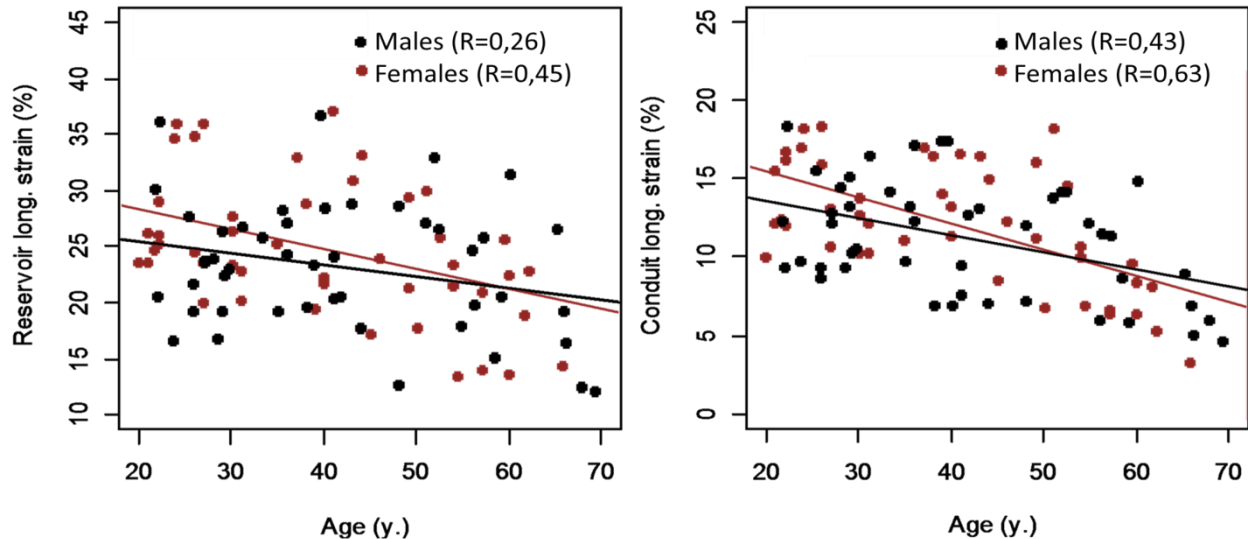 Reservoir long. strain (%)
45
40
35
30
25
20
15
10
Males (R=0,26)
Females (R=0,45)
20 30 40 50 60 70
Age (y.)
Conduit long. strain (%)
25
20
15
10
5
0
Males (R=0,43)
Females (R=0,63)
20 30 40 50 60 70
Age (y.)